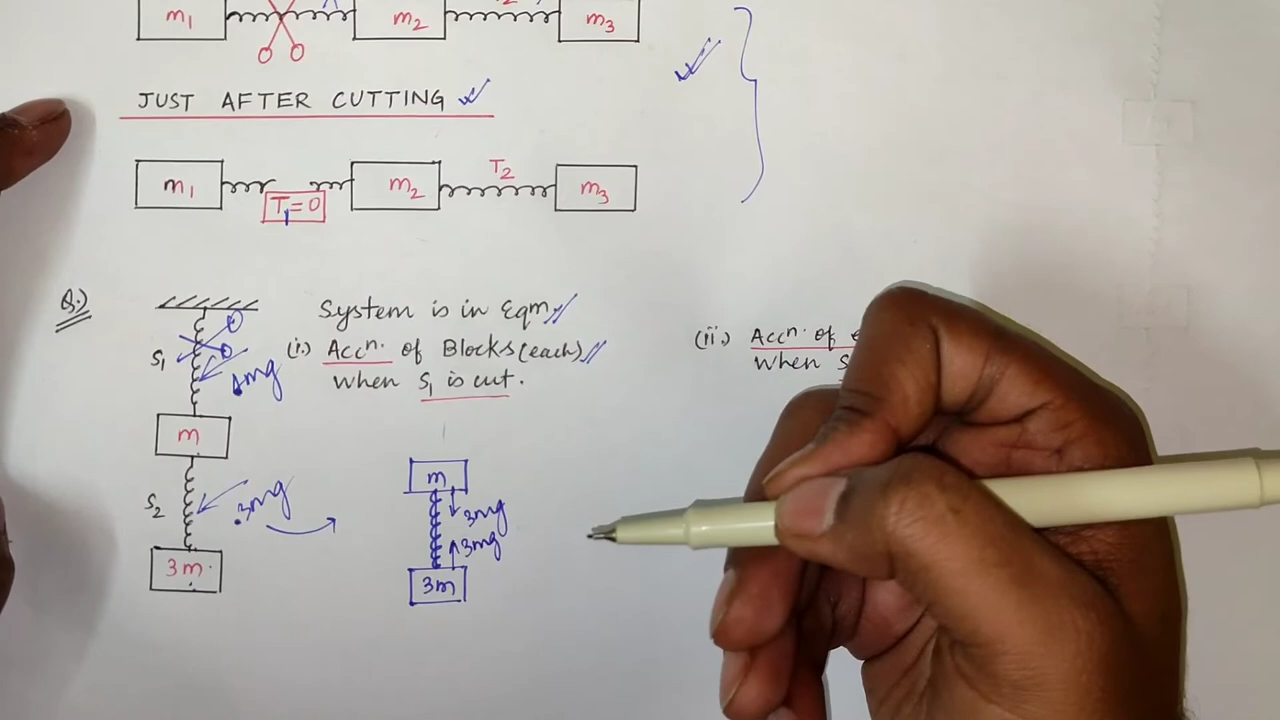 m₁ m₂ m₃
JUST AFTER CUTTING
T₂
m₁ m₂ m₃
T₁=0
Q.) System is in Eqm
S₁ (i.) Accⁿ. of Blocks (each)
when S₁ is cut.
4mg
m
S₂ 3mg
3m
m
3mg
3mg
3m
(ii.) Accⁿ. of
when